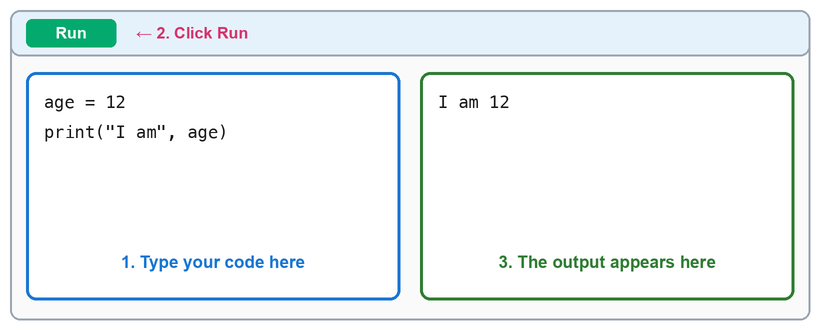 Run
← 2. Click Run
age = 12
print("I am", age)
1. Type your code here
I am 12
3. The output appears here